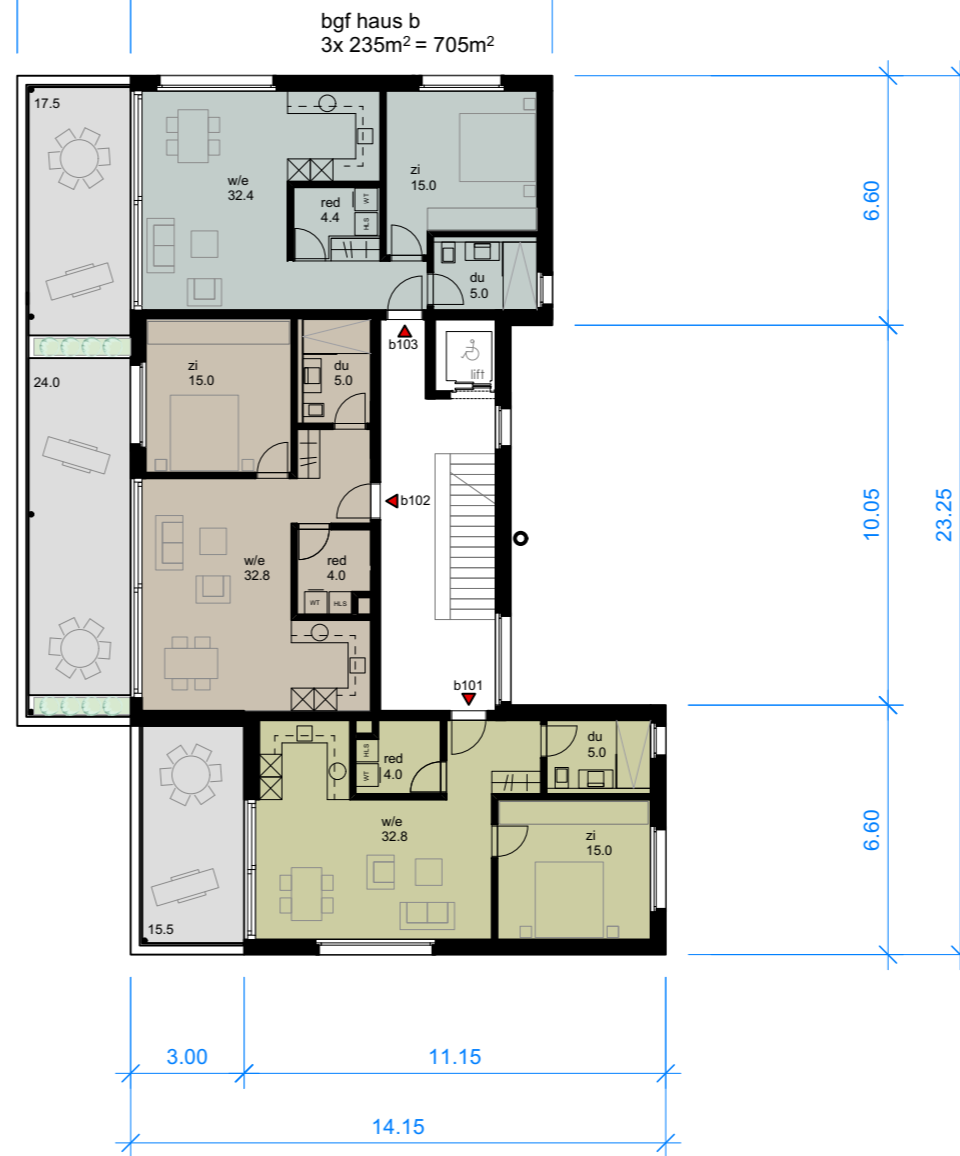 bgf haus b
3x 235m² = 705m²
17.5
w/e
32.4
zi
15.0
red
4.4
WT
HLS
du
5.0
6.60
b103
lift
24.0
zi
15.0
du
5.0
b102
10.05
23.25
w/e
32.8
red
4.0
WT
HLS
b101
15.5
HLS
WT
red
4.0
du
5.0
w/e
32.8
zi
15.0
6.60
3.00
11.15
14.15